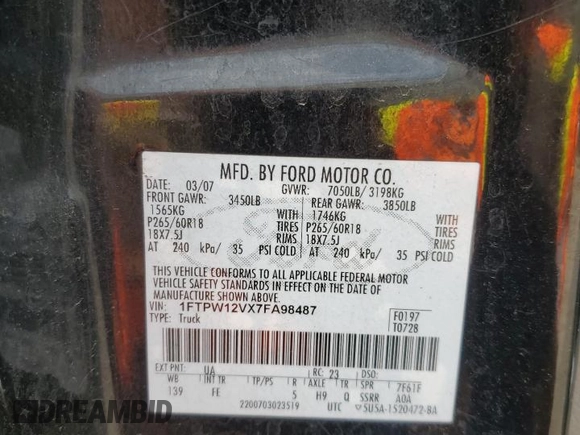 MFD. BY FORD MOTOR CO.
DATE: 03/07 GVWR: 7050LB/ 3198KG
FRONT GAWR: 3450LB REAR GAWR: 3850LB
1565KG WITH 1746KG WITH
P265/60R18 TIRES P265/60R18 TIRES
18X7.5J RIMS 18X7.5J RIMS
AT 240 kPa/ 35 PSI COLD AT 240 kPa/ 35 PSI COLD
THIS VEHICLE CONFORMS TO ALL APPLICABLE FEDERAL MOTOR
VEHICLE SAFETY STANDARDS IN EFFECT ON THE DATE OF
MANUFACTURE SHOWN ABOVE.
VIN: 1FTPW12VX7FA98487 F0197
TYPE: Truck T0728
EXT PNT: UA RC: 23 DSO:
WB INT TR TP/PS R AXLE TR SPR 7F61F
139 FE 5 H9 Q SSRR A0A
2200703023519 UTC 5U5A-1520472-BA
Ford
DREAMBID